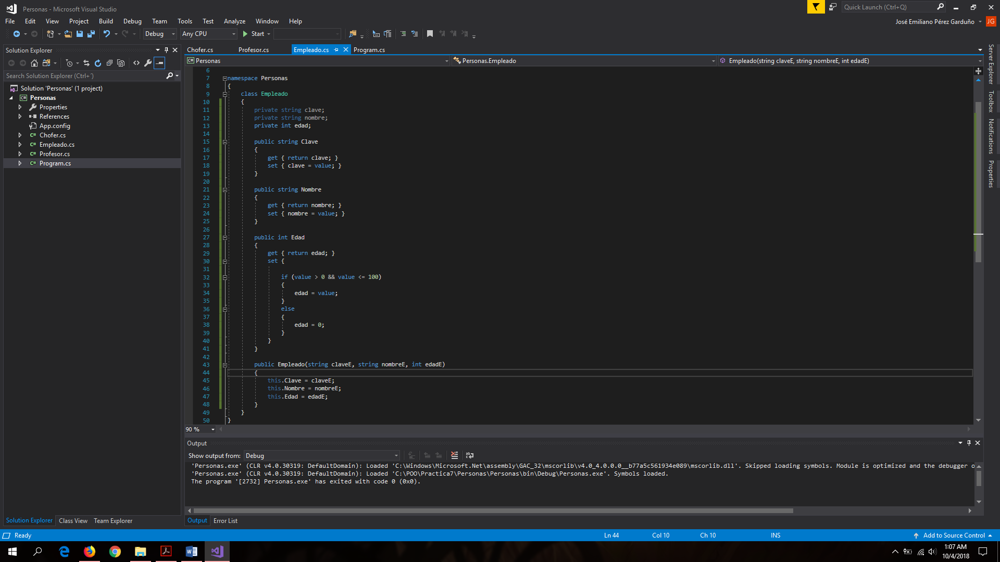 Personas - Microsoft Visual Studio
Quick Launch (Ctrl+Q)
File Edit View Project Build Debug Team Tools Test Analyze Window Help
José Emiliano Pérez Garduño JG
Debug Any CPU Start
Solution Explorer
Search Solution Explorer (Ctrl+´)
Solution 'Personas' (1 project)
C# Personas
Properties
References
App.config
C# Chofer.cs
C# Empleado.cs
C# Profesor.cs
C# Program.cs
Solution Explorer Class View Team Explorer
Chofer.cs Profesor.cs Empleado.cs Program.cs
C# Personas Personas.Empleado Empleado(string claveE, string nombreE, int edadE)
6
7 namespace Personas
8 {
9 class Empleado
10 {
11 private string clave;
12 private string nombre;
13 private int edad;
14
15 public string Clave
16 {
17 get { return clave; }
18 set { clave = value; }
19 }
20
21 public string Nombre
22 {
23 get { return nombre; }
24 set { nombre = value; }
25 }
26
27 public int Edad
28 {
29 get { return edad; }
30 set {
31
32 if (value > 0 && value <= 100)
33 {
34 edad = value;
35 }
36 else
37 {
38 edad = 0;
39 }
40 }
41 }
42
43 public Empleado(string claveE, string nombreE, int edadE)
44 {
45 this.Clave = claveE;
46 this.Nombre = nombreE;
47 this.Edad = edadE;
48 }
49 }
50 }
90 %
Server Explorer
Toolbox
Notifications
Properties
Output
Show output from: Debug
'Personas.exe' (CLR v4.0.30319: DefaultDomain): Loaded 'C:\Windows\Microsoft.Net\assembly\GAC_32\mscorlib\v4.0_4.0.0.0__b77a5c561934e089\mscorlib.dll'. Skipped loading symbols. Module is optimized and the debugger o
'Personas.exe' (CLR v4.0.30319: DefaultDomain): Loaded 'C:\POO\Practica7\Personas\Personas\bin\Debug\Personas.exe'. Symbols loaded.
The program '[2732] Personas.exe' has exited with code 0 (0x0).
Output Error List
Ready Ln 44 Col 10 Ch 10 INS Add to Source Control
1:07 AM
10/4/2018